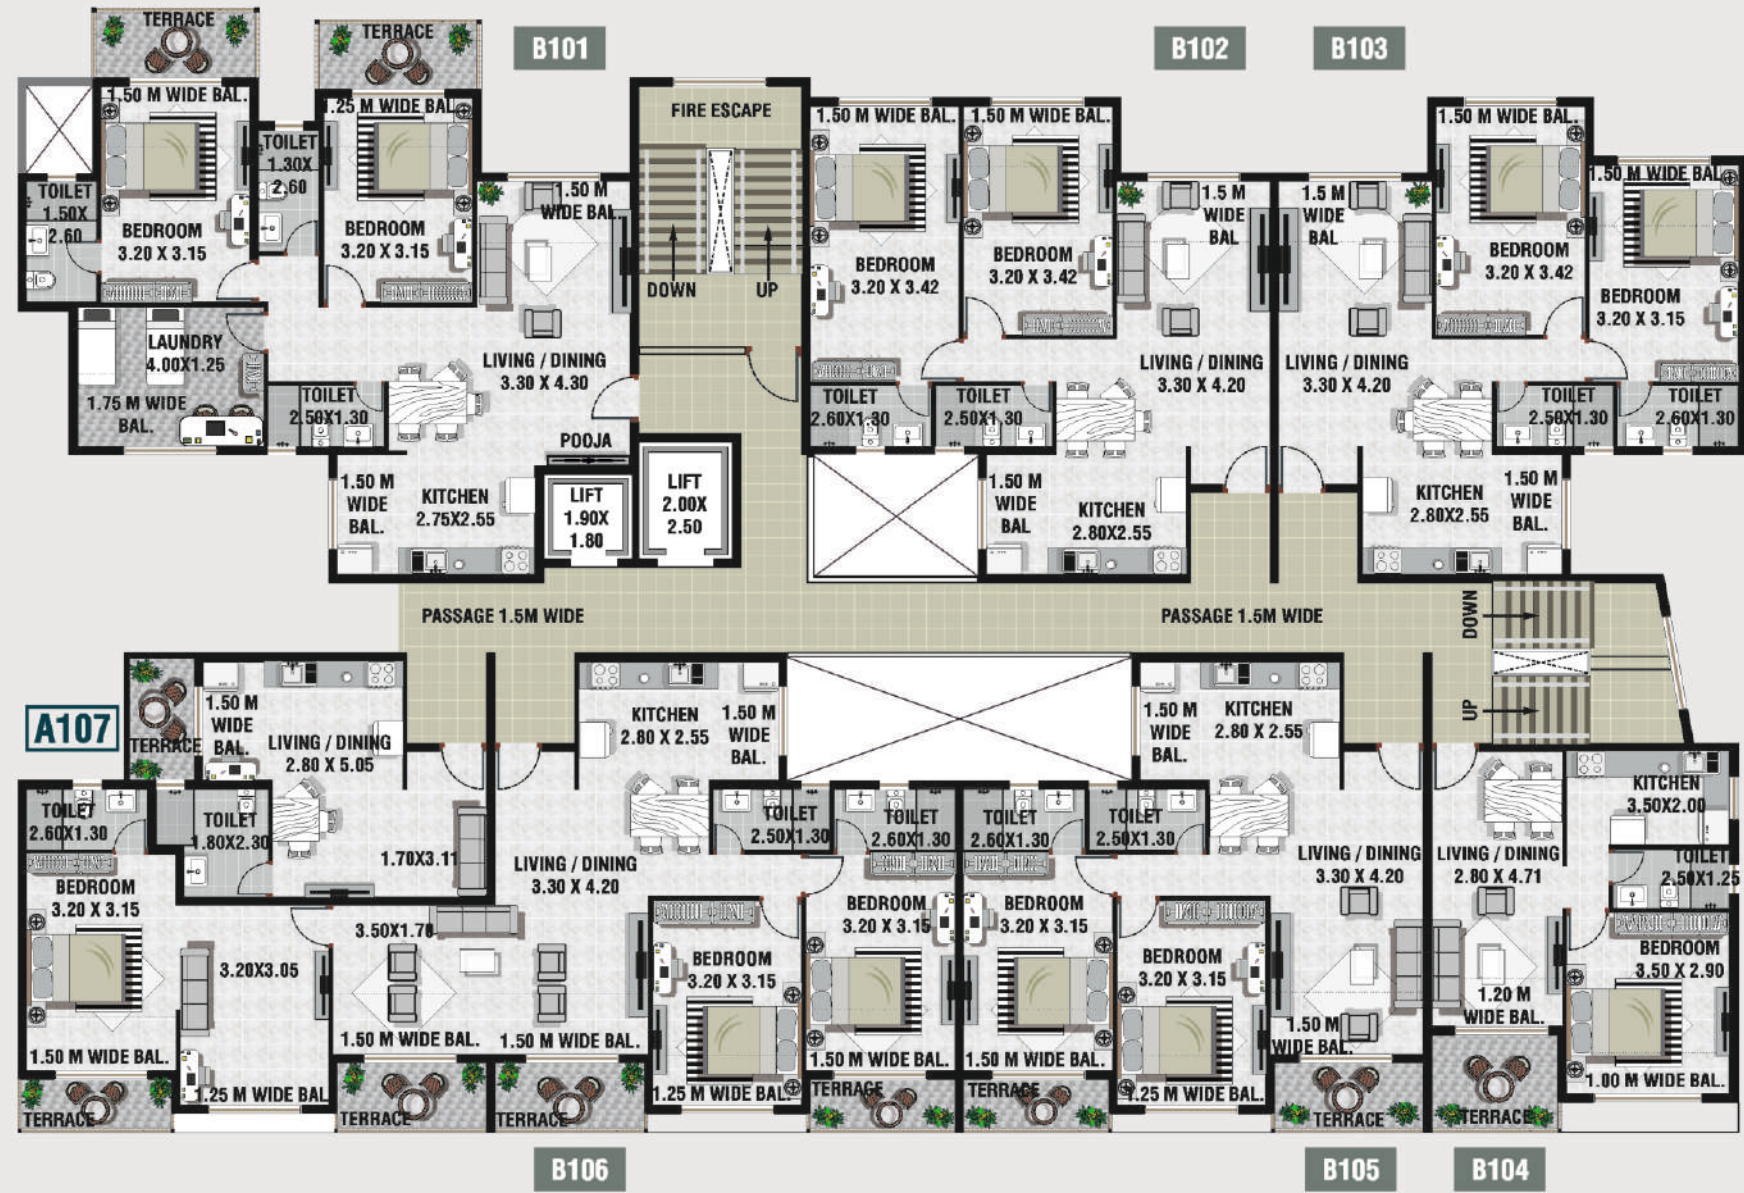 TERRACE
TERRACE
B101
B102
B103
1.50 M WIDE BAL.
1.25 M WIDE BAL.
FIRE ESCAPE
1.50 M WIDE BAL.
1.50 M WIDE BAL.
1.50 M WIDE BAL.
1.50 M WIDE BAL
TOILET
1.30X
2.60
TOILET
1.50X
2.60
1.50 M
WIDE BAL.
1.5 M
WIDE
BAL
1.5 M
WIDE
BAL
BEDROOM
3.20 X 3.15
BEDROOM
3.20 X 3.15
BEDROOM
3.20 X 3.42
BEDROOM
3.20 X 3.42
BEDROOM
3.20 X 3.42
BEDROOM
3.20 X 3.15
DOWN
UP
LAUNDRY
4.00X1.25
1.75 M WIDE
BAL.
LIVING / DINING
3.30 X 4.30
LIVING / DINING
3.30 X 4.20
LIVING / DINING
3.30 X 4.20
TOILET
2.50X1.30
TOILET
2.60X1.30
TOILET
2.50X1.30
TOILET
2.50X1.30
TOILET
2.60X1.30
POOJA
1.50 M
WIDE
BAL.
KITCHEN
2.75X2.55
LIFT
1.90X
1.80
LIFT
2.00X
2.50
1.50 M
WIDE
BAL
KITCHEN
2.80X2.55
KITCHEN
2.80X2.55
1.50 M
WIDE
BAL.
PASSAGE 1.5M WIDE
PASSAGE 1.5M WIDE
DOWN
UP
A107
TERRACE
1.50 M
WIDE
BAL.
LIVING / DINING
2.80 X 5.05
KITCHEN
2.80 X 2.55
1.50 M
WIDE
BAL.
1.50 M
WIDE
BAL.
KITCHEN
2.80 X 2.55
KITCHEN
3.50X2.00
TOILET
2.60X1.30
TOILET
1.80X2.30
TOILET
2.50X1.30
TOILET
2.60X1.30
TOILET
2.60X1.30
TOILET
2.50X1.30
1.70X3.11
LIVING / DINING
3.30 X 4.20
LIVING / DINING
3.30 X 4.20
LIVING / DINING
2.80 X 4.71
TOILET
2.50X1.25
BEDROOM
3.20 X 3.15
3.50X1.78
BEDROOM
3.20 X 3.15
BEDROOM
3.20 X 3.15
3.20X3.05
BEDROOM
3.20 X 3.15
BEDROOM
3.20 X 3.15
BEDROOM
3.50 X 2.90
1.20 M
WIDE BAL.
1.50 M
WIDE BAL.
1.50 M WIDE BAL.
1.50 M WIDE BAL.
1.50 M WIDE BAL.
1.50 M WIDE BAL.
1.50 M WIDE BAL.
1.25 M WIDE BAL
1.25 M WIDE BAL.
1.25 M WIDE BAL.
1.00 M WIDE BAL.
TERRACE
TERRACE
TERRACE
TERRACE
TERRACE
TERRACE
TERRACE
B106
B105
B104